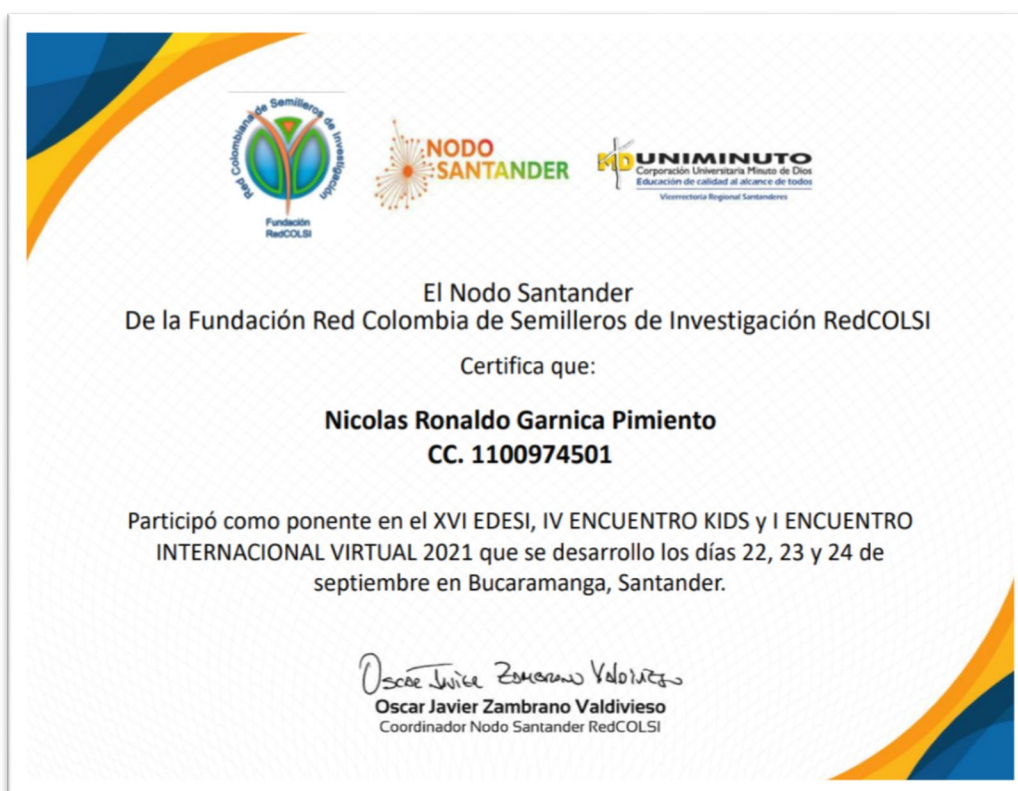 Red Colombiana de Semilleros de Investigación
Fundación
RedCOLSI
NODO
SANTANDER
MD UNIMINUTO
Corporación Universitaria Minuto de Dios
Educación de calidad al alcance de todos
Vicerrectoría Regional Santanderes
El Nodo Santander
De la Fundación Red Colombia de Semilleros de Investigación RedCOLSI
Certifica que:
Nicolas Ronaldo Garnica Pimiento
CC. 1100974501
Participó como ponente en el XVI EDESI, IV ENCUENTRO KIDS y I ENCUENTRO
INTERNACIONAL VIRTUAL 2021 que se desarrollo los días 22, 23 y 24 de
septiembre en Bucaramanga, Santander.
Oscar Javier Zambrano Valdivieso
Oscar Javier Zambrano Valdivieso
Coordinador Nodo Santander RedCOLSI